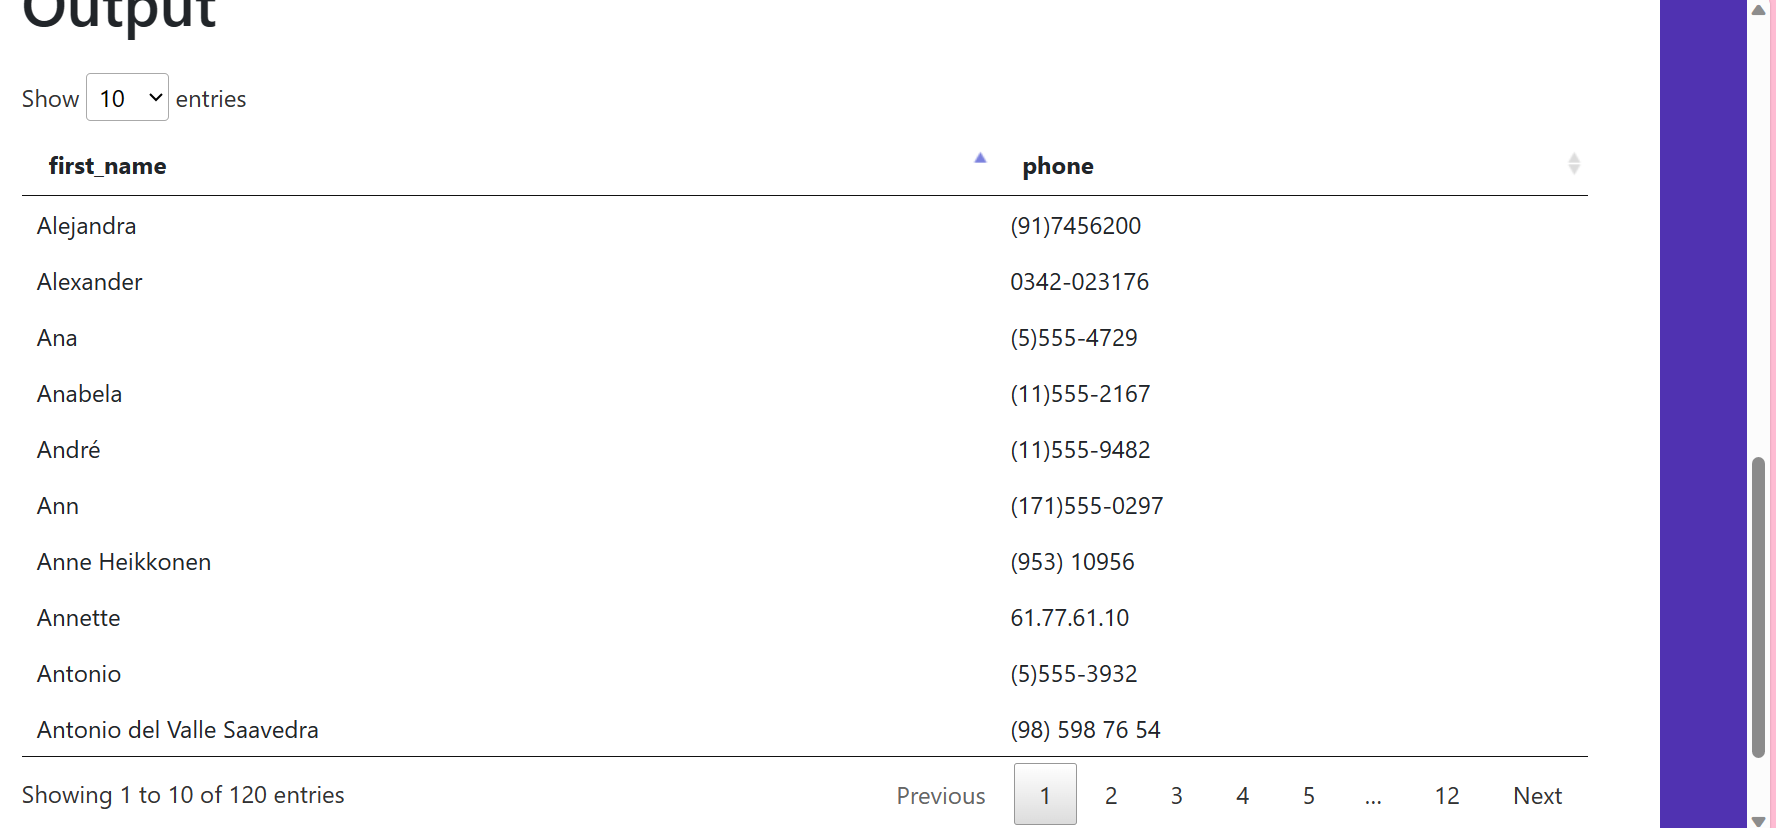 Output
Show 10 entries
first_name phone
Alejandra (91)7456200
Alexander 0342-023176
Ana (5)555-4729
Anabela (11)555-2167
André (11)555-9482
Ann (171)555-0297
Anne Heikkonen (953) 10956
Annette 61.77.61.10
Antonio (5)555-3932
Antonio del Valle Saavedra (98) 598 76 54
Showing 1 to 10 of 120 entries Previous 1 2 3 4 5 ... 12 Next